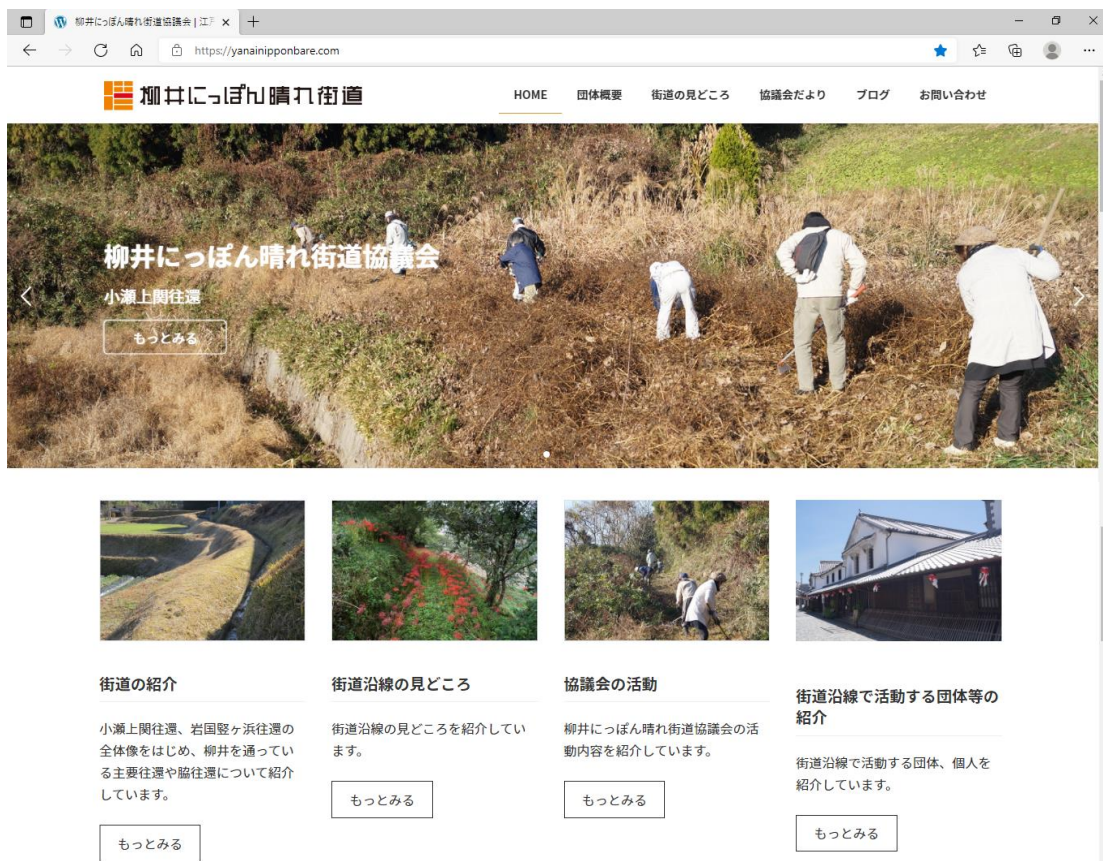 柳井にっぽん晴れ街道協議会 | 江戸
https://yanainipponbare.com
柳井にっぽん晴れ街道
HOME 団体概要 街道の見どころ 協議会だより ブログ お問い合わせ
柳井にっぽん晴れ街道協議会
小瀬上関往還
もっとみる
街道の紹介
小瀬上関往還、岩国竪ヶ浜往還の
全体像をはじめ、柳井を通ってい
る主要往還や脇往還について紹介
しています。
もっとみる
街道沿線の見どころ
街道沿線の見どころを紹介してい
ます。
もっとみる
協議会の活動
柳井にっぽん晴れ街道協議会の活
動内容を紹介しています。
もっとみる
街道沿線で活動する団体等の
紹介
街道沿線で活動する団体、個人を
紹介しています。
もっとみる